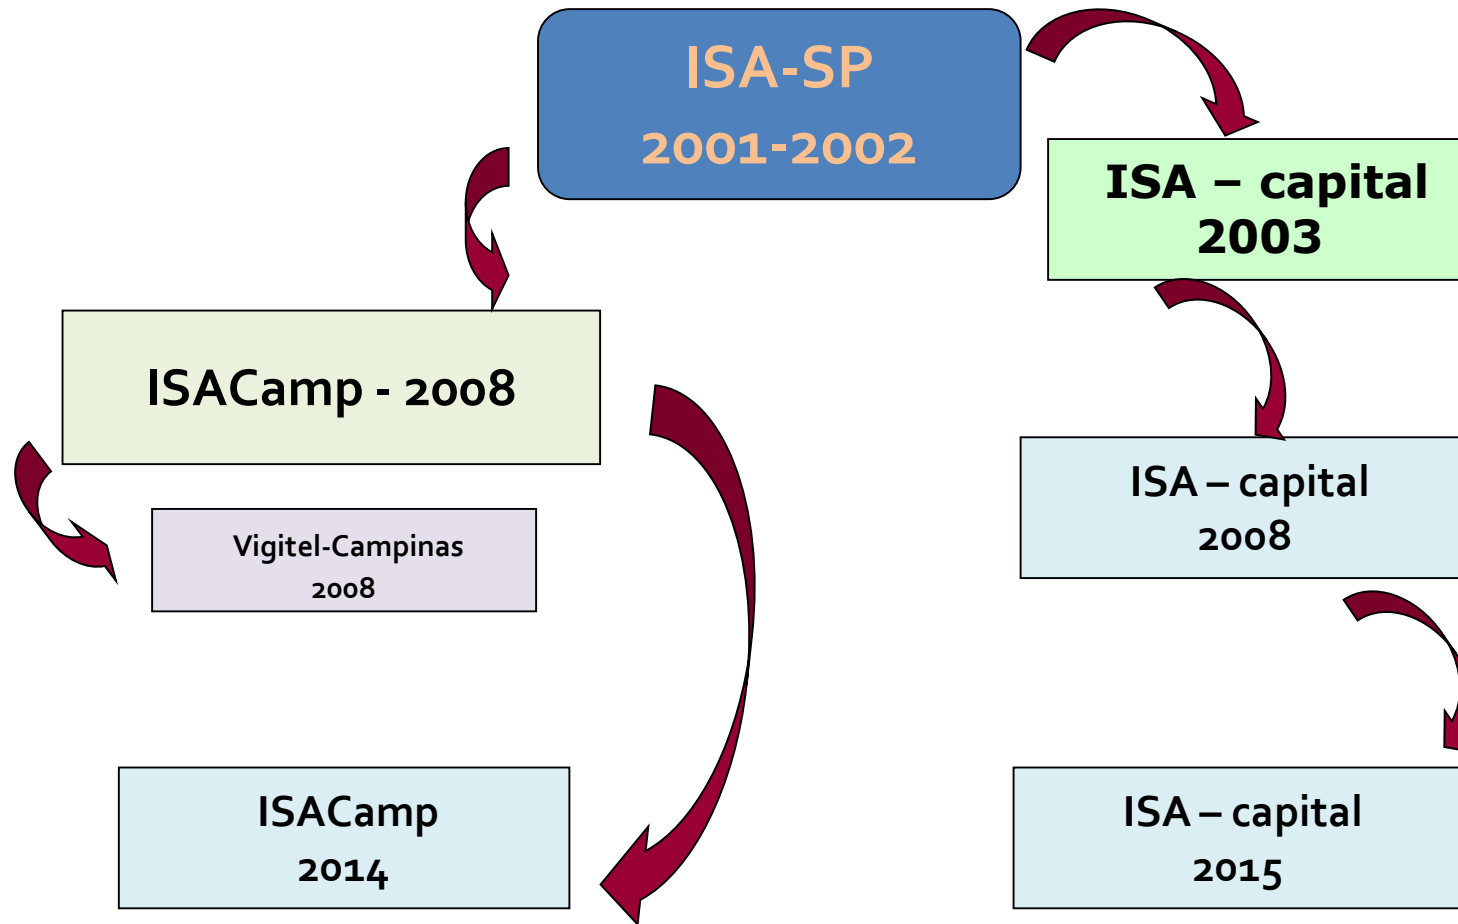 ISA-SP
2001-2002
ISA – capital
2003
ISACamp - 2008
ISA – capital
2008
Vigitel-Campinas
2008
ISACamp
2014
ISA – capital
2015